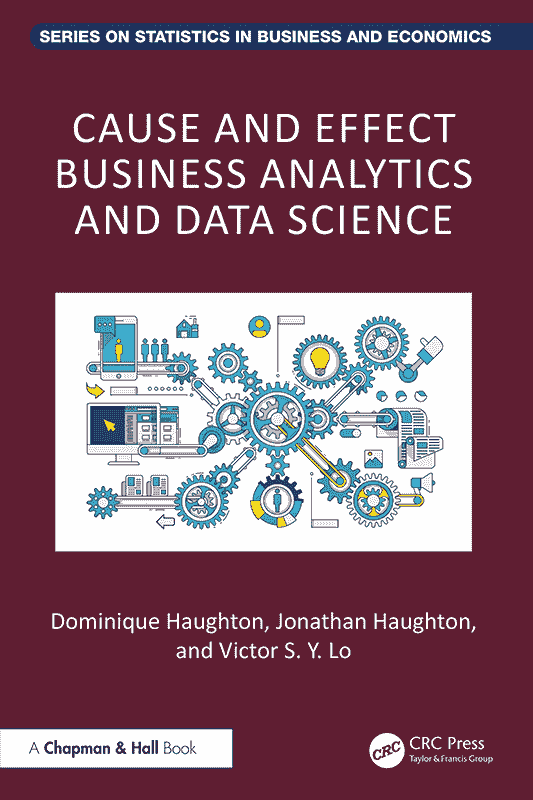 SERIES ON STATISTICS IN BUSINESS AND ECONOMICS
CAUSE AND EFFECT
BUSINESS ANALYTICS
AND DATA SCIENCE
Dominique Haughton, Jonathan Haughton,
and Victor S. Y. Lo
A Chapman & Hall Book
CRC
CRC Press
Taylor & Francis Group